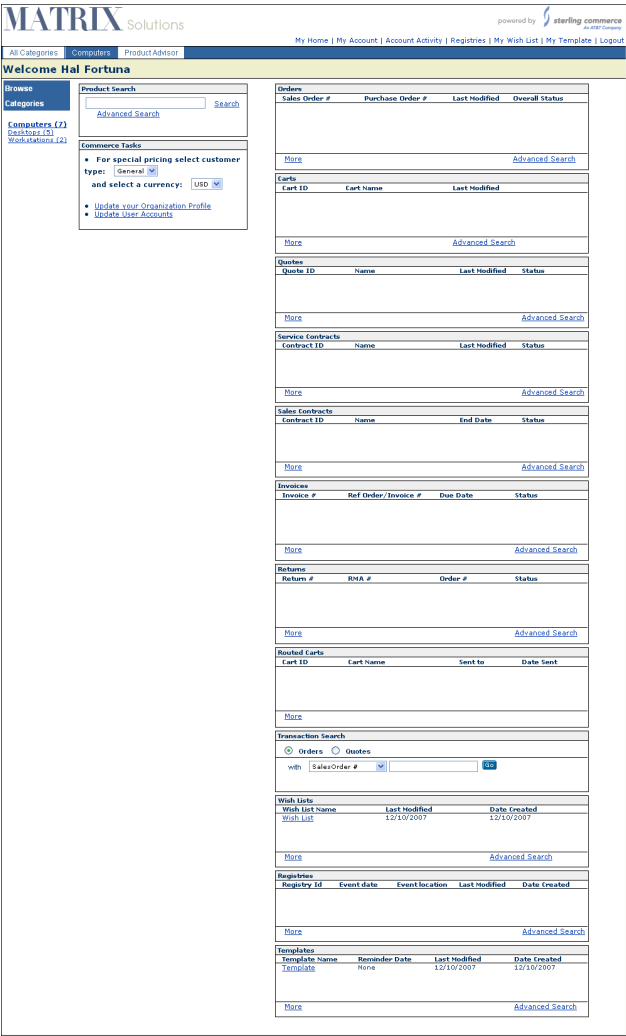 MATRIX Solutions
powered by sterling commerce
An AT&T Company
My Home | My Account | Account Activity | Registries | My Wish List | My Template | Logout
All Categories Computers Product Advisor
Welcome Hal Fortuna
Browse Categories
Computers (7)
Desktops (5)
Workstations (2)
Product Search
Search
Advanced Search
Commerce Tasks
• For special pricing select customer
type: General
and select a currency: USD
• Update your Organization Profile
• Update User Accounts
Orders
Sales Order # Purchase Order # Last Modified Overall Status
More Advanced Search
Carts
Cart ID Cart Name Last Modified
More Advanced Search
Quotes
Quote ID Name Last Modified Status
More Advanced Search
Service Contracts
Contract ID Name Last Modified Status
More Advanced Search
Sales Contracts
Contract ID Name End Date Status
More Advanced Search
Invoices
Invoice # Ref Order/Invoice # Due Date Status
More Advanced Search
Returns
Return # RMA # Order # Status
More Advanced Search
Routed Carts
Cart ID Cart Name Sent to Date Sent
More
Transaction Search
Orders Quotes
with SalesOrder # Go
Wish Lists
Wish List Name Last Modified Date Created
Wish List 12/10/2007 12/10/2007
More Advanced Search
Registries
Registry Id Event date Event location Last Modified Date Created
More Advanced Search
Templates
Template Name Reminder Date Last Modified Date Created
Template None 12/10/2007 12/10/2007
More Advanced Search